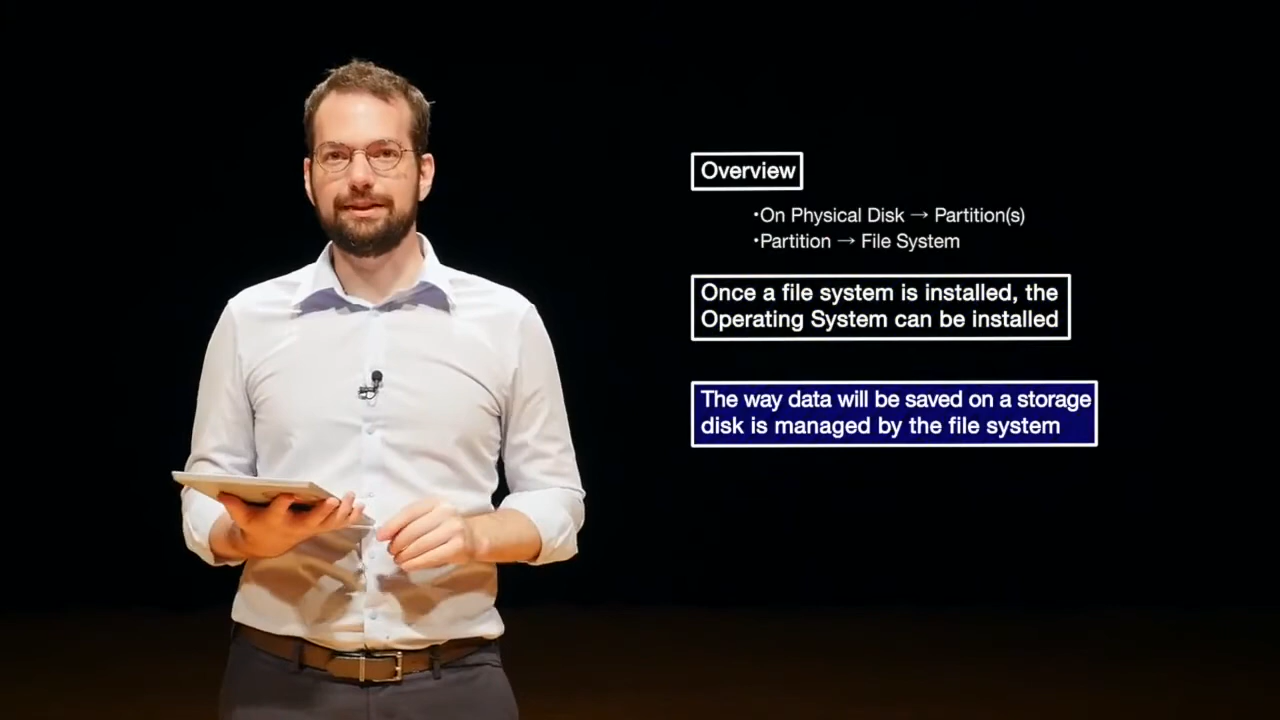 Overview
•On Physical Disk → Partition(s)
•Partition → File System
Once a file system is installed, the
Operating System can be installed
The way data will be saved on a storage
disk is managed by the file system